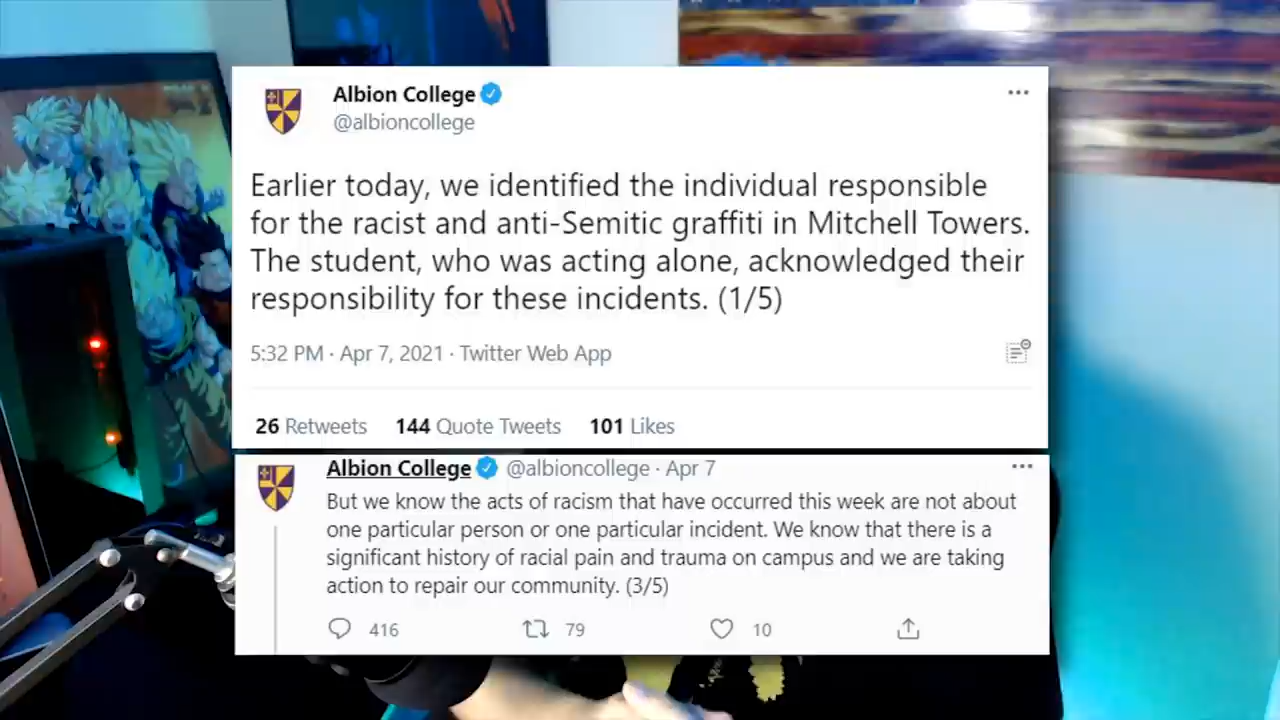 Albion College
@albioncollege
Earlier today, we identified the individual responsible
for the racist and anti-Semitic graffiti in Mitchell Towers.
The student, who was acting alone, acknowledged their
responsibility for these incidents. (1/5)
5:32 PM · Apr 7, 2021 · Twitter Web App
26 Retweets 144 Quote Tweets 101 Likes
Albion College @albioncollege · Apr 7
But we know the acts of racism that have occurred this week are not about
one particular person or one particular incident. We know that there is a
significant history of racial pain and trauma on campus and we are taking
action to repair our community. (3/5)
416 79 10